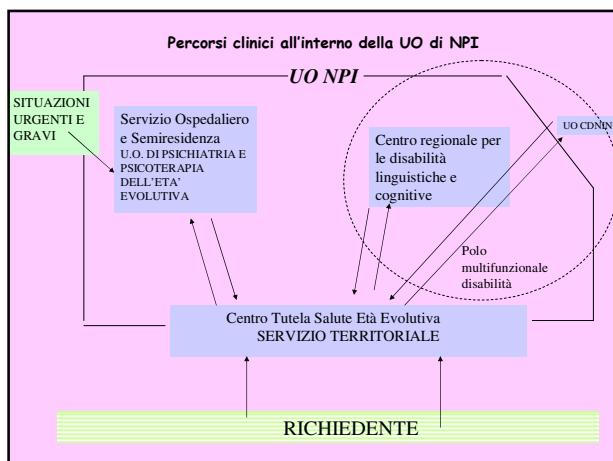 Percorsi clinici all'interno della UO di NPI
UO NPI
SITUAZIONI
URGENTI E
GRAVI
Servizio Ospedaliero
e Semiresidenza
U.O. DI PSICHIATRIA E
PSICOTERAPIA
DELL'ETA'
EVOLUTIVA
Centro regionale per
le disabilità
linguistiche e
cognitive
UO CDNIN
Polo
multifunzionale
disabilità
Centro Tutela Salute Età Evolutiva
SERVIZIO TERRITORIALE
RICHIEDENTE